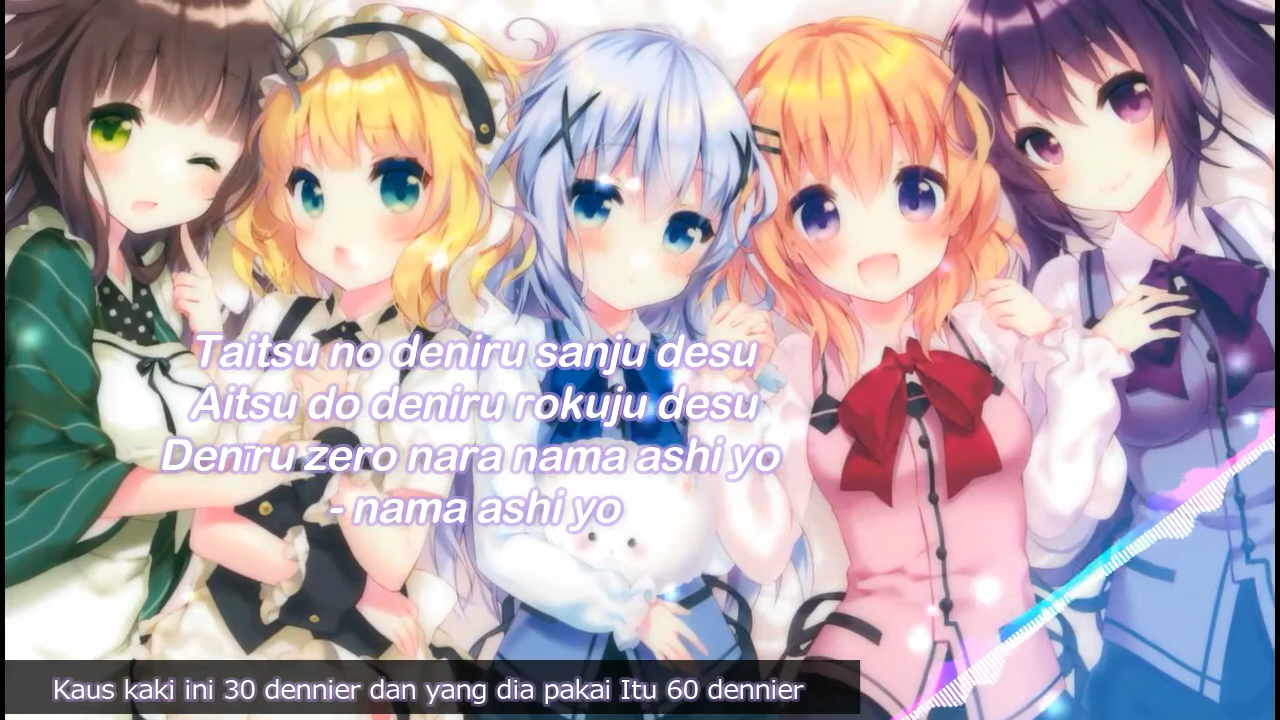 Taitsu no deniru sanju desu
Aitsu do deniru rokuju desu
Denīru zero nara nama ashi yo
- nama ashi yo
Kaus kaki ini 30 dennier dan yang dia pakai Itu 60 dennier